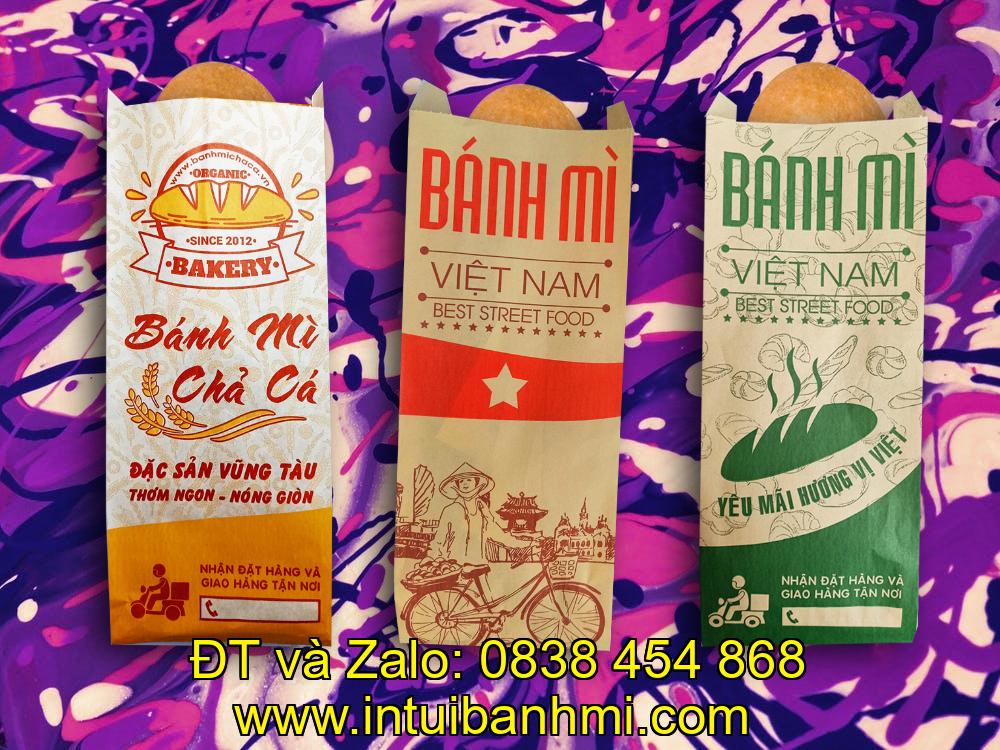 www.banhmichaca.vn
•ORGANIC•
•SINCE 2012•
•BAKERY•
Bánh Mì
Chả Cá
ĐẶC SẢN VŨNG TÀU
THƠM NGON - NÓNG GIÒN
NHẬN ĐẶT HÀNG VÀ
GIAO HÀNG TẬN NƠI
BÁNH MÌ
VIỆT NAM
BEST STREET FOOD
BÁNH MÌ
VIỆT NAM
BEST STREET FOOD
YÊU MÃI HƯƠNG VỊ VIỆT
NHẬN ĐẶT HÀNG VÀ
GIAO HÀNG TẬN NƠI
ĐT và Zalo: 0838 454 868
www.intuibanhmi.com